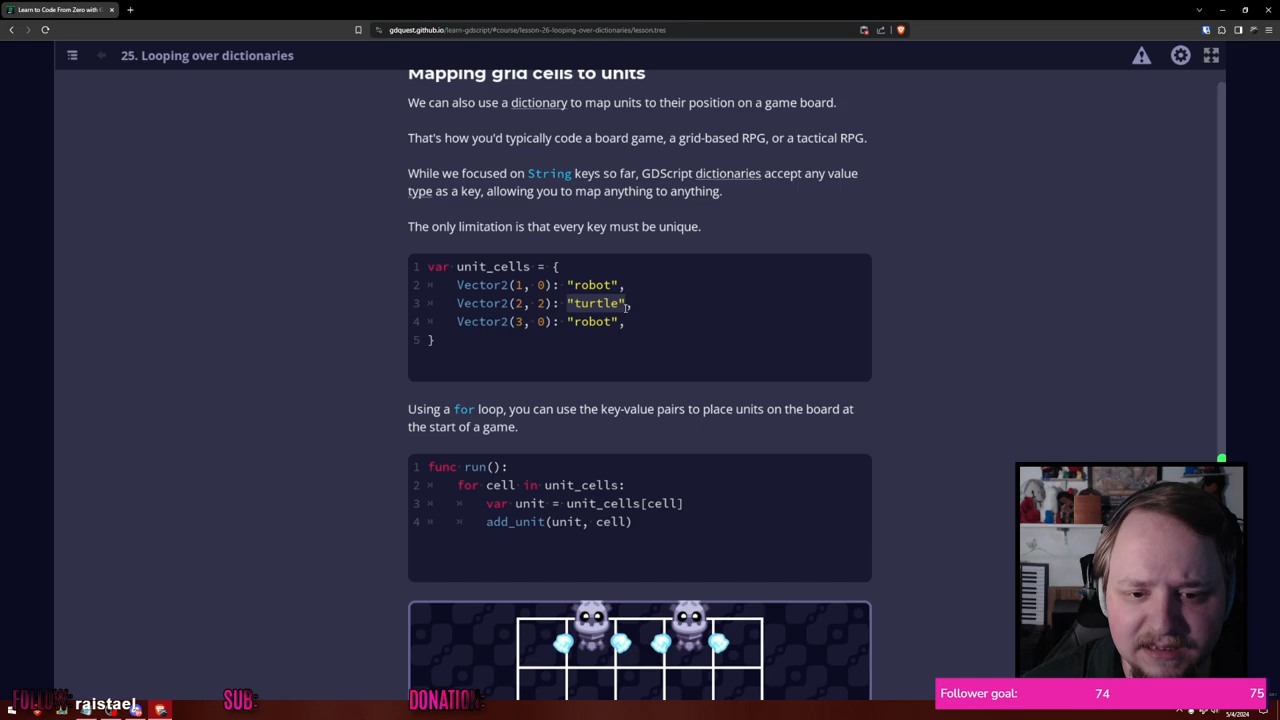 Learn to Code From Zero with G
gdquest.github.io/learn-gdscript/#course/lesson-26-looping-over-dictionaries/lesson.tres
25. Looping over dictionaries
Mapping grid cells to units
We can also use a dictionary to map units to their position on a game board.
That's how you'd typically code a board game, a grid-based RPG, or a tactical RPG.
While we focused on String keys so far, GDScript dictionaries accept any value
type as a key, allowing you to map anything to anything.
The only limitation is that every key must be unique.
1 var unit_cells = {
2 Vector2(1, 0): "robot",
3 Vector2(2, 2): "turtle",
4 Vector2(3, 0): "robot",
5 }
Using a for loop, you can use the key-value pairs to place units on the board at
the start of a game.
1 func run():
2 for cell in unit_cells:
3 var unit = unit_cells[cell]
4 add_unit(unit, cell)
FOLLOW: raistael
SUB:
DONATION:
Follower goal: 74 75
5/4/2024